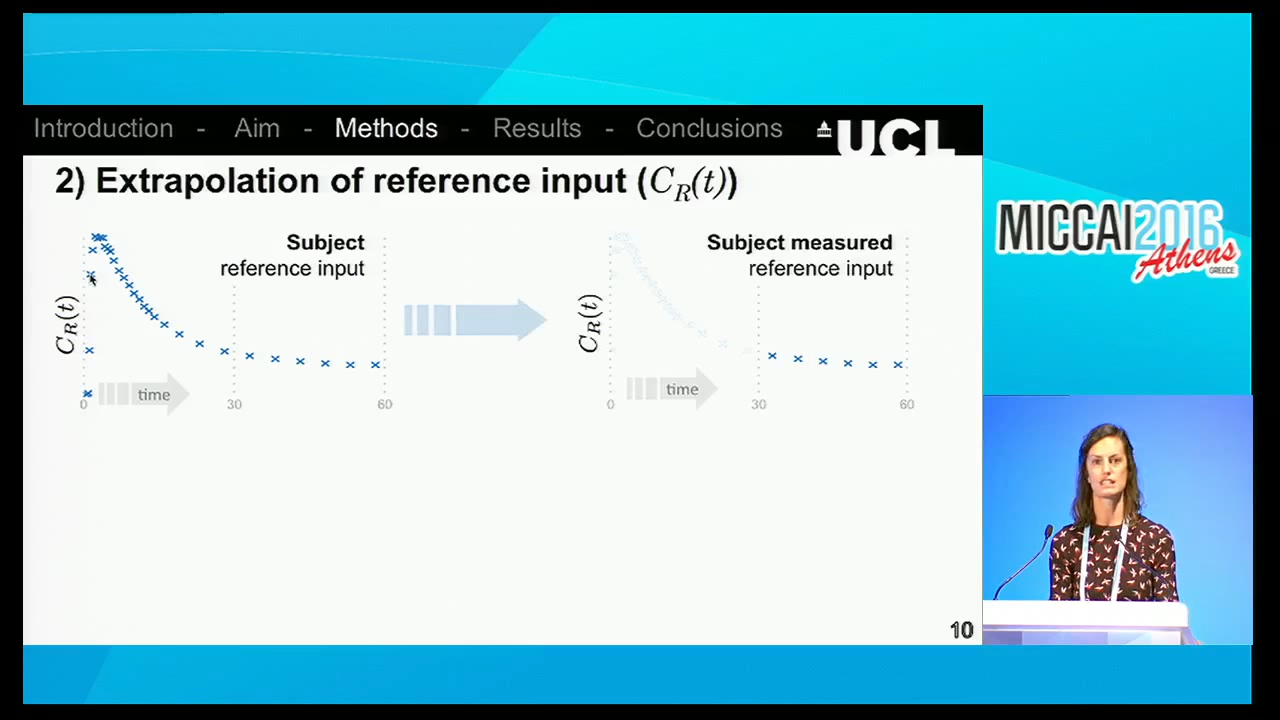 Introduction - Aim - Methods - Results - Conclusions UCL
2) Extrapolation of reference input (C_R(t))
Subject
reference input
C_R(t)
time
0 30 60
Subject measured
reference input
C_R(t)
time
0 30 60
10
MICCAI2016
Athens
GREECE